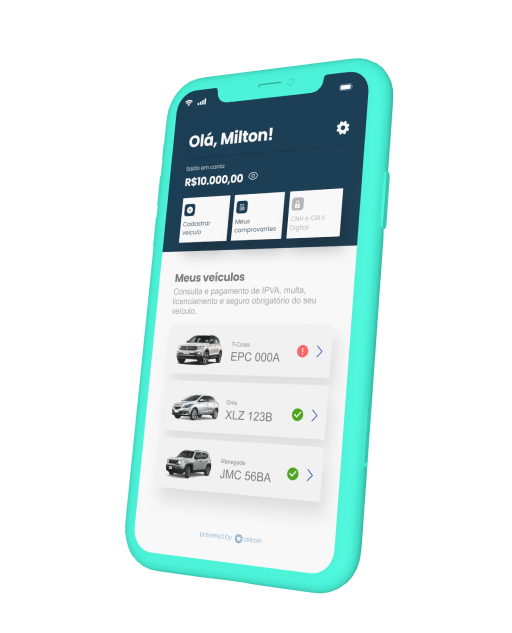 Olá, Milton!
Saldo em conta
R$10.000,00
Cadastrar
veículo
Meus
comprovantes
CNH e CRLV
Digital
Meus veículos
Consulta e pagamento de IPVA, multa,
licenciamento e seguro obrigatório do seu
veículo.
T-Cross
EPC 000A
Onix
XLZ 123B
Renegade
JMC 56BA
powered by celcoin